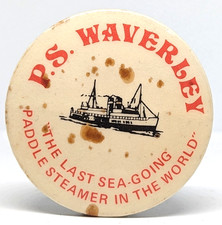 P.S. WAVERLEY
"THE LAST SEA-GOING
PADDLE STEAMER IN THE WORLD"